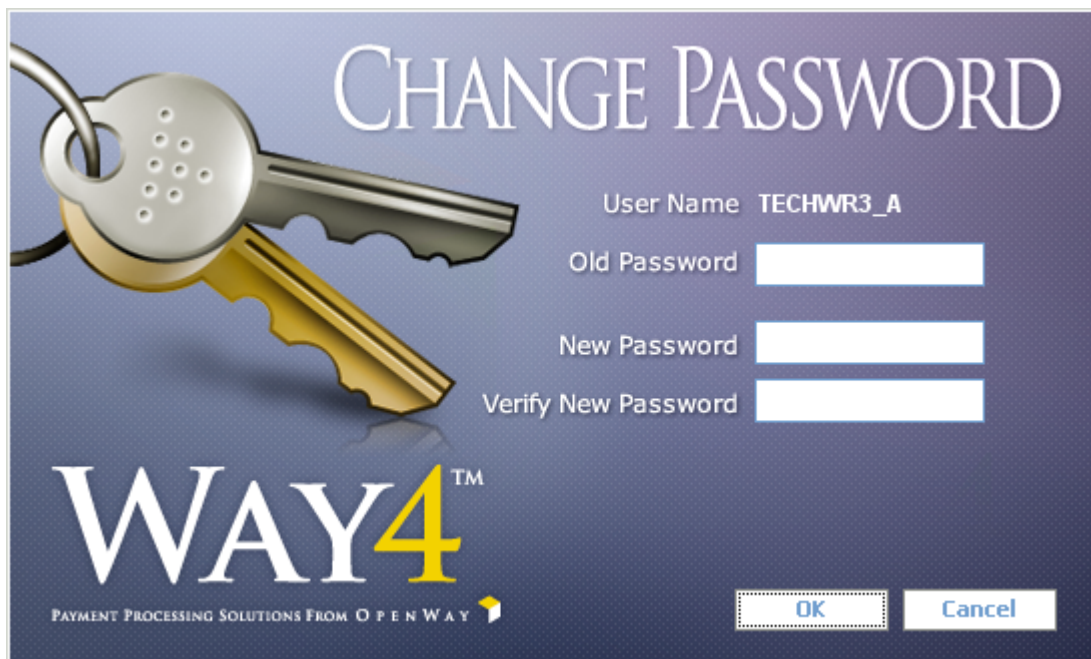 CHANGE PASSWORD
User Name TECHWR3_A
Old Password
New Password
Verify New Password
WAY4™
PAYMENT PROCESSING SOLUTIONS FROM OPENWAY
OK Cancel